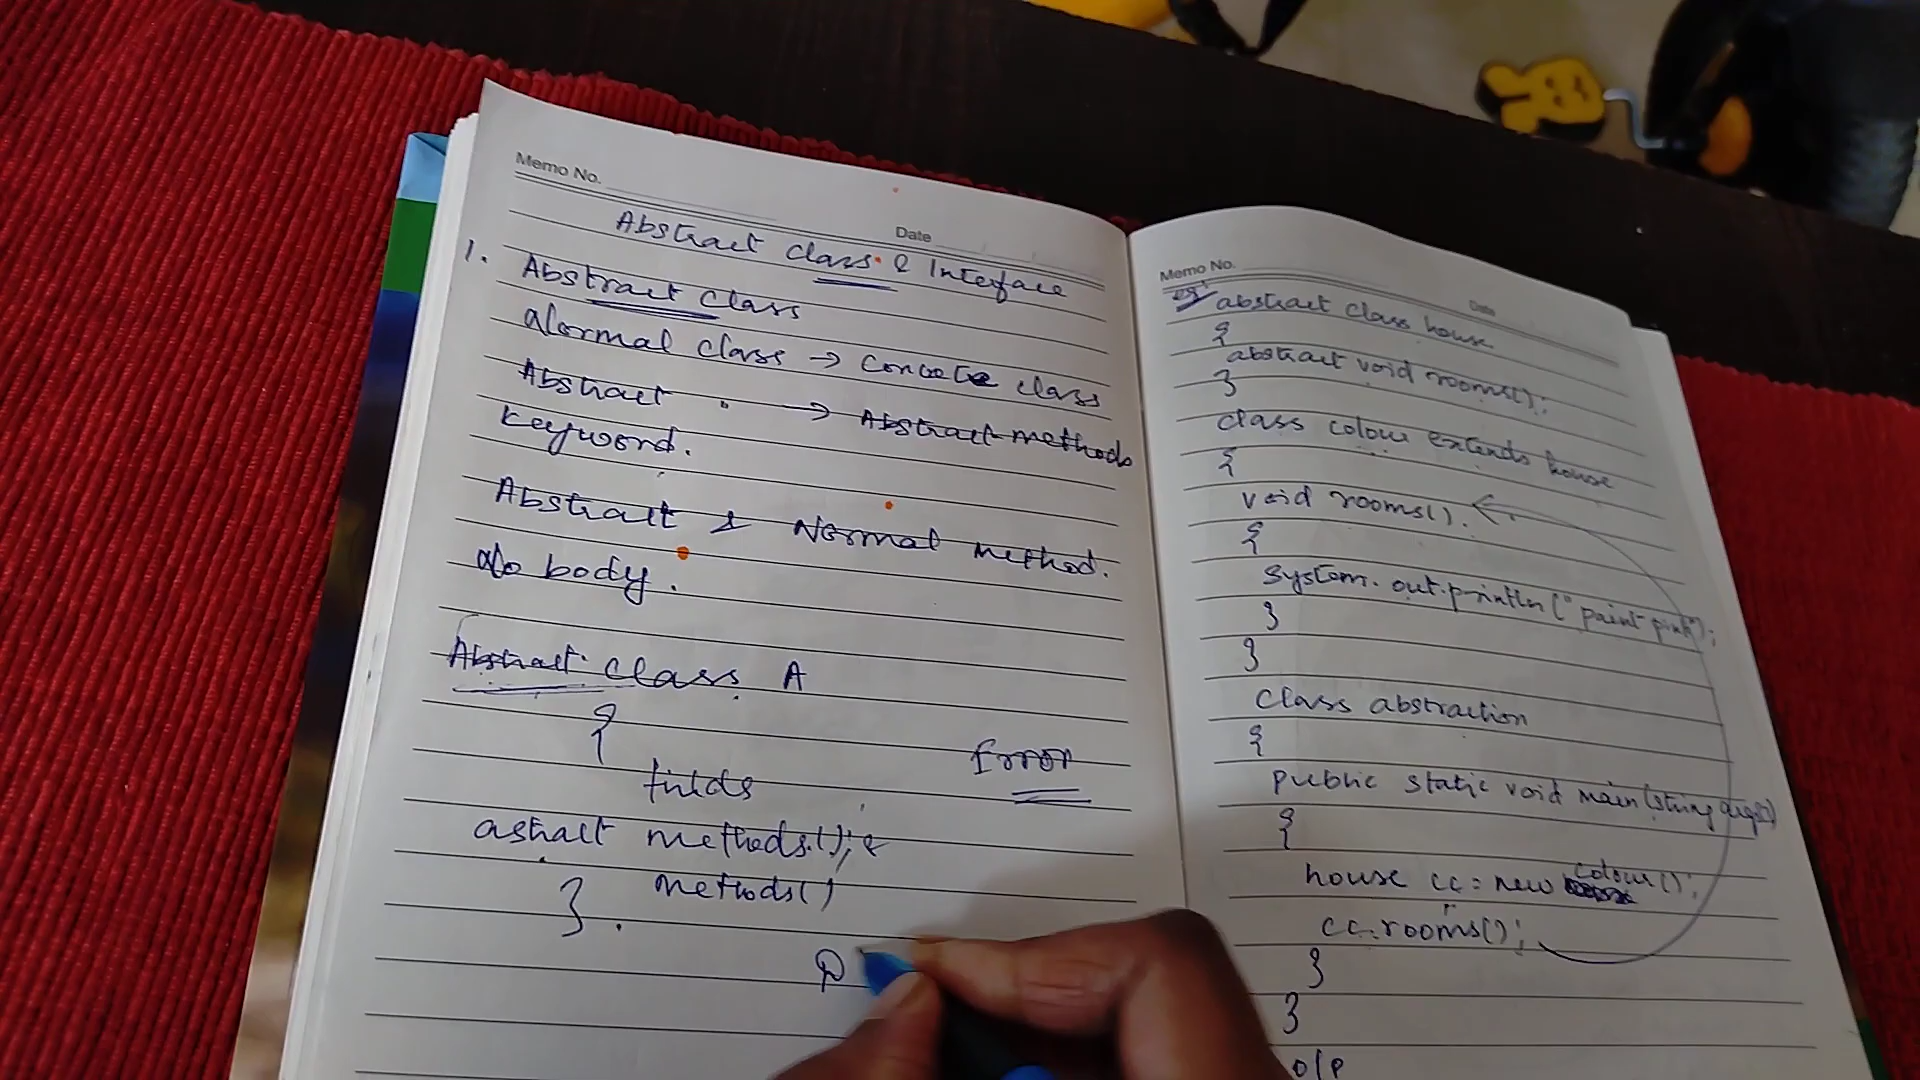 Memo No.
Date
Abstract class & Interface
1. Abstract class
Normal class → Concrete class
Abstract " → Abstract methods
keyword.
Abstract & Normal method.
No body.
Abstract class A
{
fields
Error
astract methods();&
methods()
}.
Memo No.
Date
eg abstract class house
{
abstract void rooms();
}
class colour extends house
{
void rooms().
{
System.out.println("paint pink");
}
}
class abstraction
{
public static void main(string args[])
{
house cc = new colour();
cc.rooms();
}
}
o/p